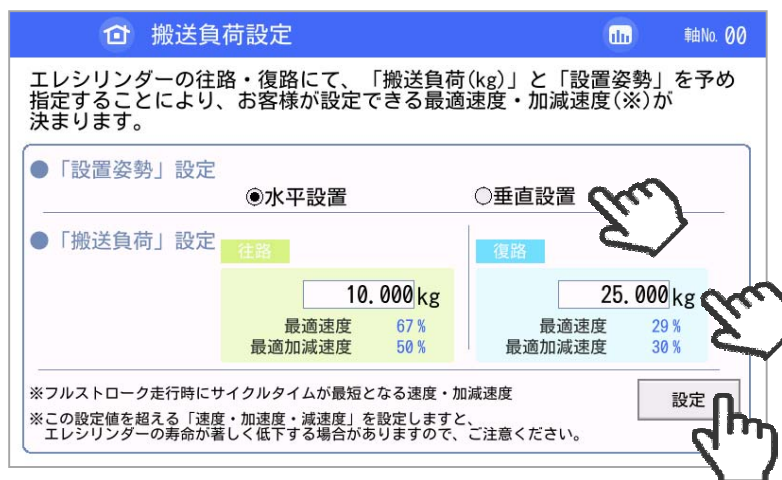 搬送負荷設定 軸No. 00
エレシリンダーの往路・復路にて、「搬送負荷(kg)」と「設置姿勢」を予め
指定することにより、お客様が設定できる最適速度・加減速度(※)が
決まります。
●「設置姿勢」設定
◉水平設置 ○垂直設置
●「搬送負荷」設定
往路 復路
10.000 kg 25.000 kg
最適速度 67% 最適速度 29%
最適加減速度 50% 最適加減速度 30%
※フルストローク走行時にサイクルタイムが最短となる速度・加減速度
設定
※この設定値を超える「速度・加速度・減速度」を設定しますと、
エレシリンダーの寿命が著しく低下する場合がありますので、ご注意ください。